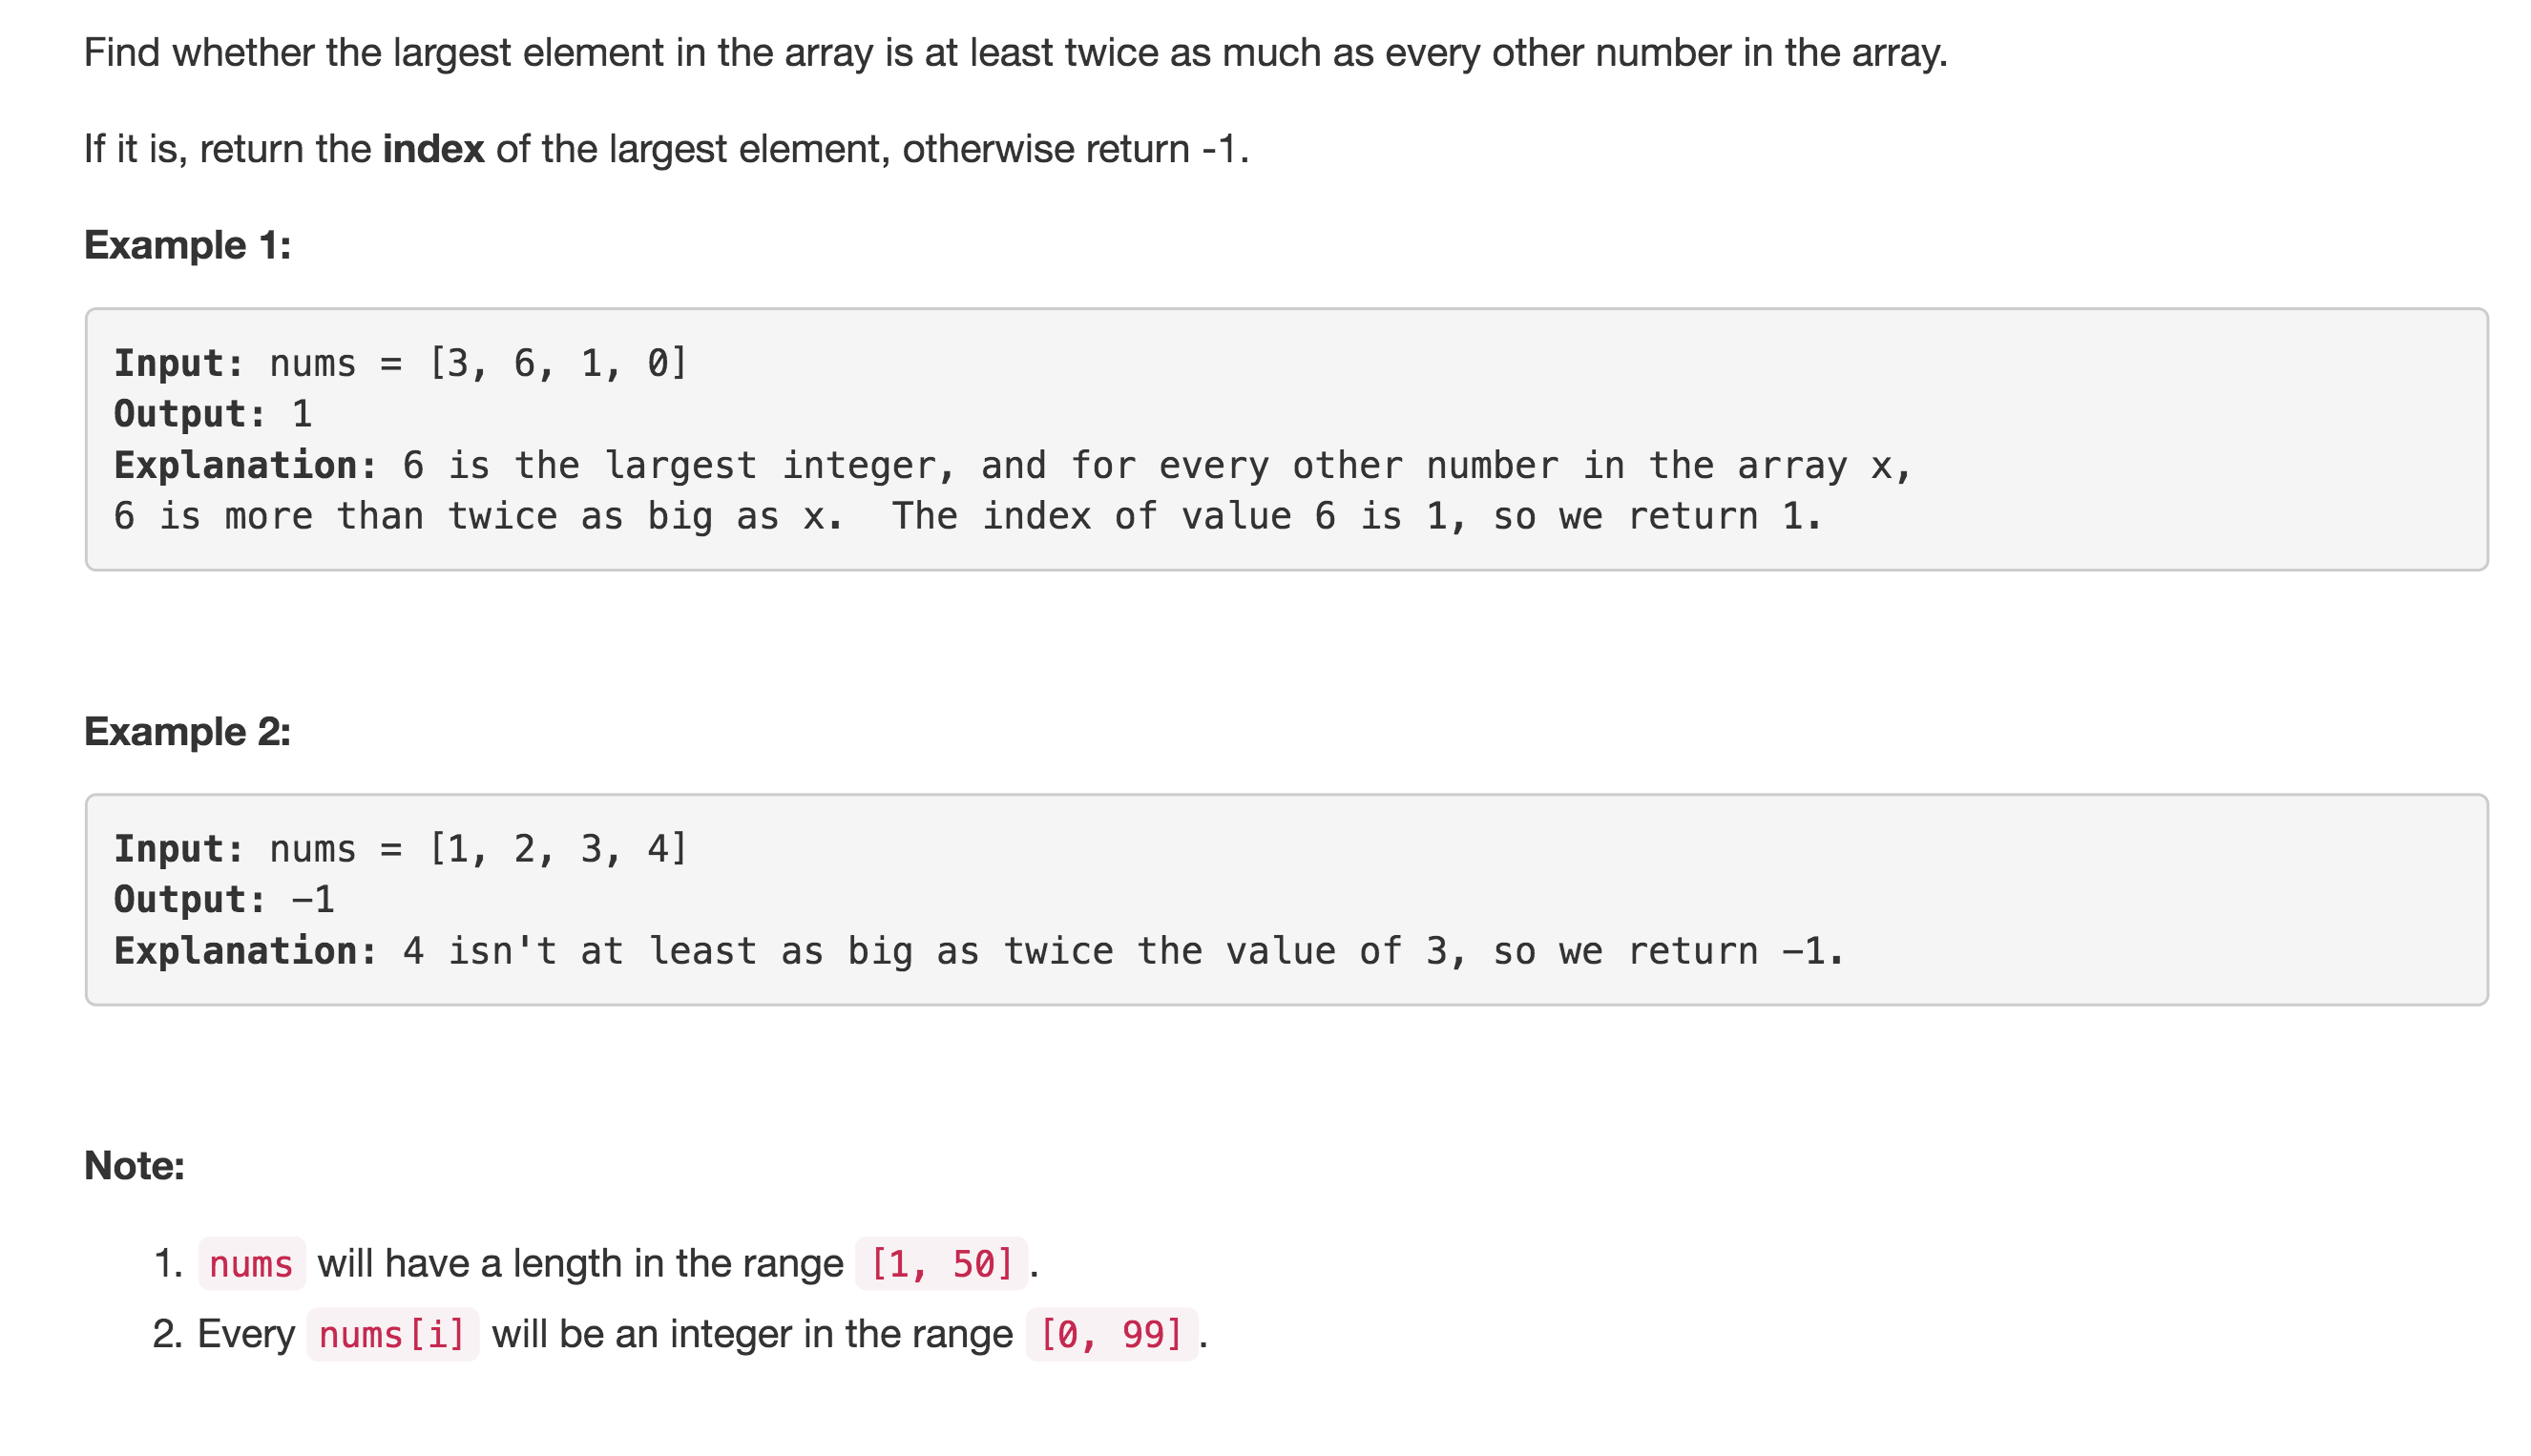 Find whether the largest element in the array is at least twice as much as every other number in the array.
If it is, return the index of the largest element, otherwise return -1.
Example 1:
Input: nums = [3, 6, 1, 0]
Output: 1
Explanation: 6 is the largest integer, and for every other number in the array x,
6 is more than twice as big as x.  The index of value 6 is 1, so we return 1.
Example 2:
Input: nums = [1, 2, 3, 4]
Output: −1
Explanation: 4 isn't at least as big as twice the value of 3, so we return −1.
Note:
1. nums will have a length in the range [1, 50].
2. Every nums[i] will be an integer in the range [0, 99].